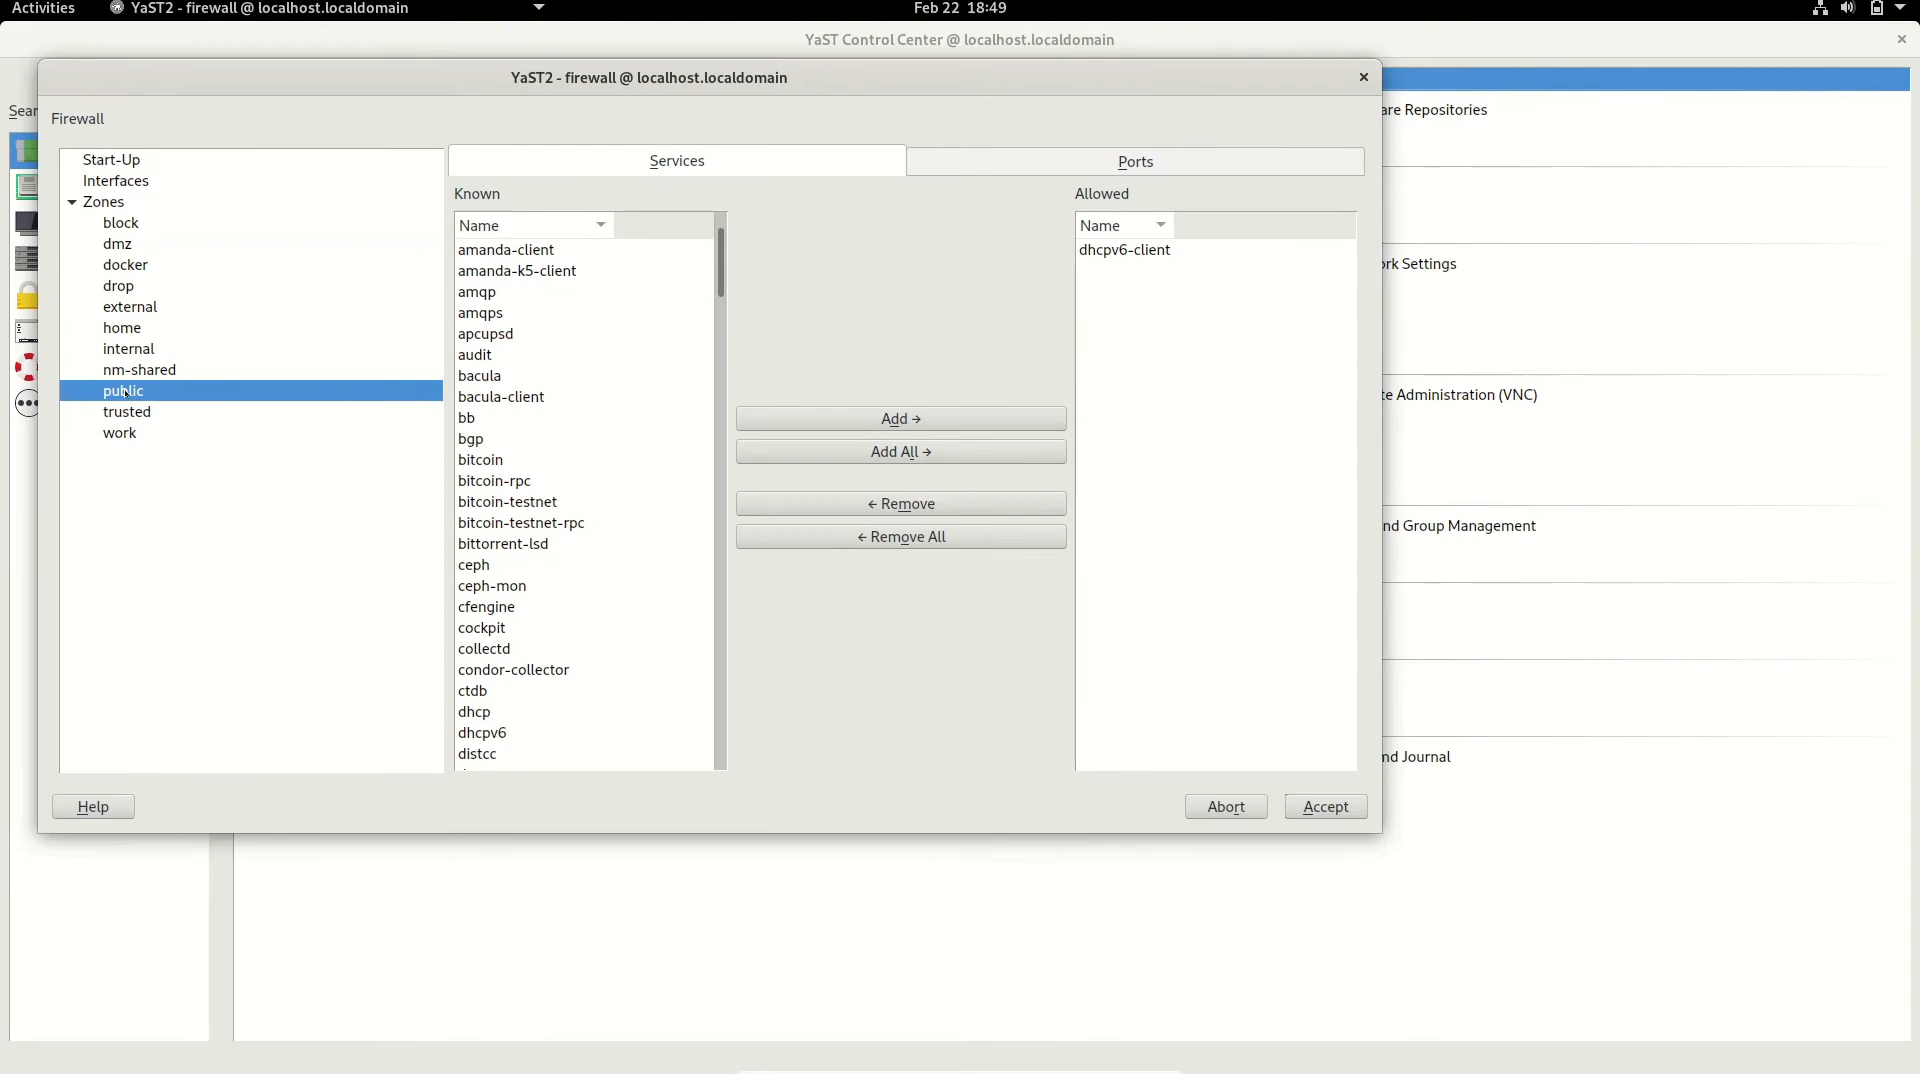 Activities
YaST2 - firewall @ localhost.localdomain
Feb 22 18:49
YaST Control Center @ localhost.localdomain
YaST2 - firewall @ localhost.localdomain
Firewall
Start-Up
Interfaces
Zones
block
dmz
docker
drop
external
home
internal
nm-shared
public
trusted
work
Services
Ports
Known
Name
amanda-client
amanda-k5-client
amqp
amqps
apcupsd
audit
bacula
bacula-client
bb
bgp
bitcoin
bitcoin-rpc
bitcoin-testnet
bitcoin-testnet-rpc
bittorrent-lsd
ceph
ceph-mon
cfengine
cockpit
collectd
condor-collector
ctdb
dhcp
dhcpv6
distcc
Add →
Add All →
← Remove
← Remove All
Allowed
Name
dhcpv6-client
Help
Abort
Accept
Sear
are Repositories
ork Settings
te Administration (VNC)
nd Group Management
md Journal